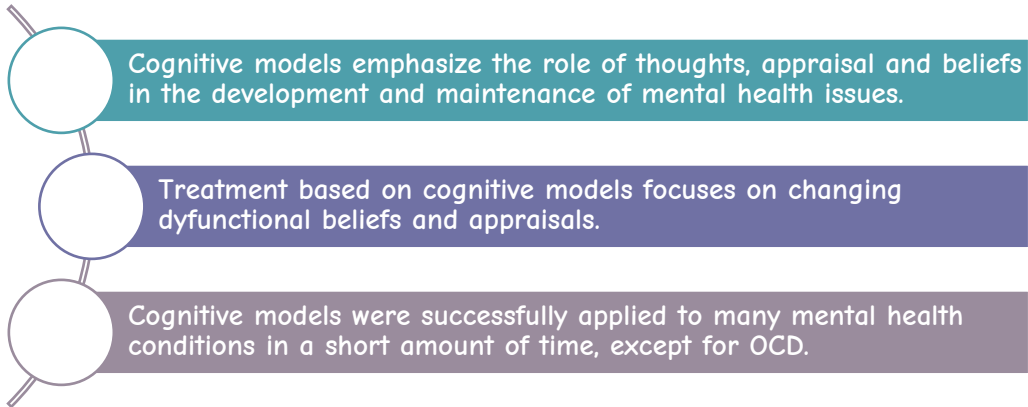 Cognitive models emphasize the role of thoughts, appraisal and beliefs
in the development and maintenance of mental health issues.
Treatment based on cognitive models focuses on changing
dyfunctional beliefs and appraisals.
Cognitive models were successfully applied to many mental health
conditions in a short amount of time, except for OCD.